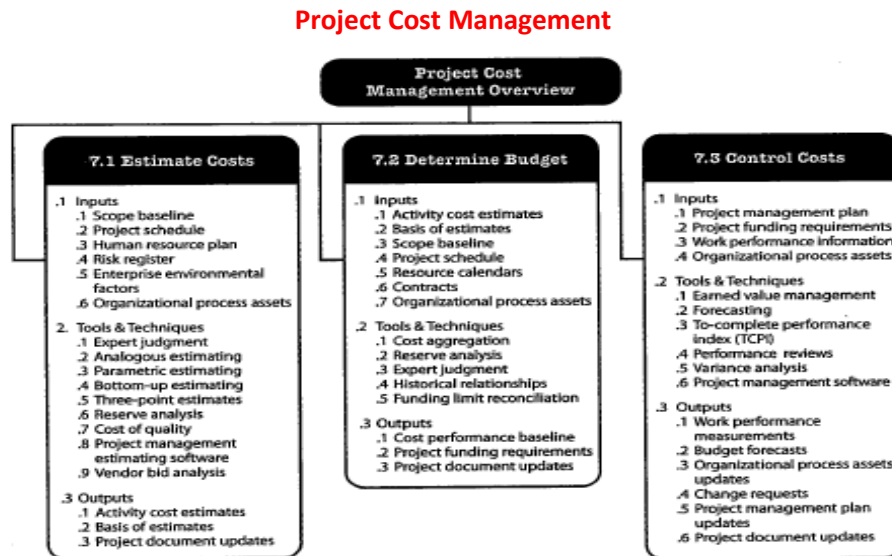 Project Cost Management
Project Cost
Management Overview
7.1 Estimate Costs
.1 Inputs
.1 Scope baseline
.2 Project schedule
.3 Human resource plan
.4 Risk register
.5 Enterprise environmental
factors
.6 Organizational process assets
2. Tools & Techniques
.1 Expert judgment
.2 Analogous estimating
.3 Parametric estimating
.4 Bottom-up estimating
.5 Three-point estimates
.6 Reserve analysis
.7 Cost of quality
.8 Project management
estimating software
.9 Vendor bid analysis
.3 Outputs
.1 Activity cost estimates
.2 Basis of estimates
.3 Project document updates
7.2 Determine Budget
.1 Inputs
.1 Activity cost estimates
.2 Basis of estimates
.3 Scope baseline
.4 Project schedule
.5 Resource calendars
.6 Contracts
.7 Organizational process assets
.2 Tools & Techniques
.1 Cost aggregation
.2 Reserve analysis
.3 Expert judgment
.4 Historical relationships
.5 Funding limit reconciliation
.3 Outputs
.1 Cost performance baseline
.2 Project funding requirements
.3 Project document updates
7.3 Control Costs
.1 Inputs
.1 Project management plan
.2 Project funding requirements
.3 Work performance information
.4 Organizational process assets
.2 Tools & Techniques
.1 Earned value management
.2 Forecasting
.3 To-complete performance
index (TCPI)
.4 Performance reviews
.5 Variance analysis
.6 Project management software
.3 Outputs
.1 Work performance
measurements
.2 Budget forecasts
.3 Organizational process assets
updates
.4 Change requests
.5 Project management plan
updates
.6 Project document updates